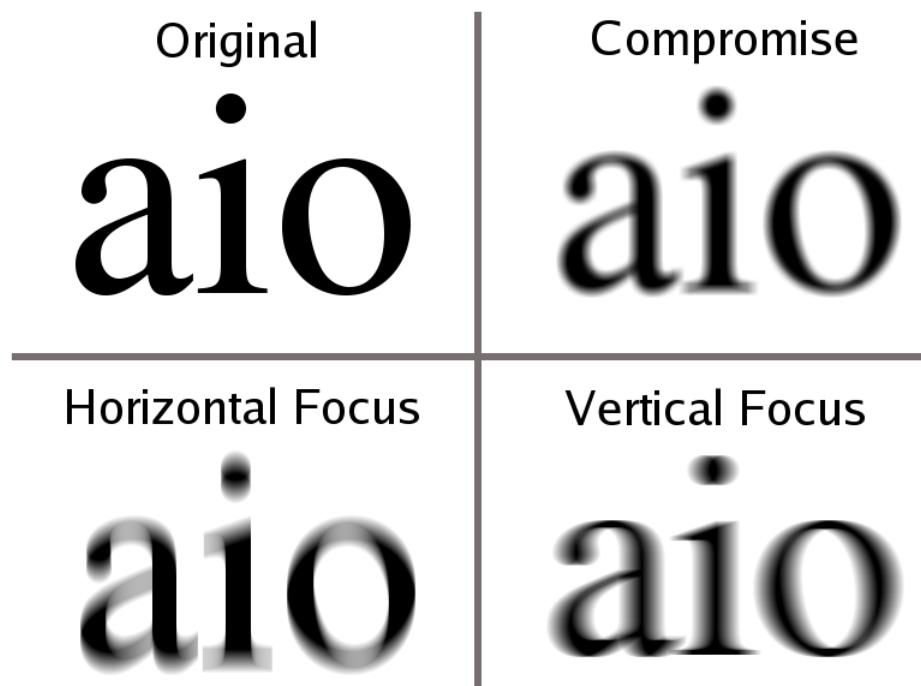 Original
aio
Compromise
aio
Horizontal Focus
aio
Vertical Focus
aio